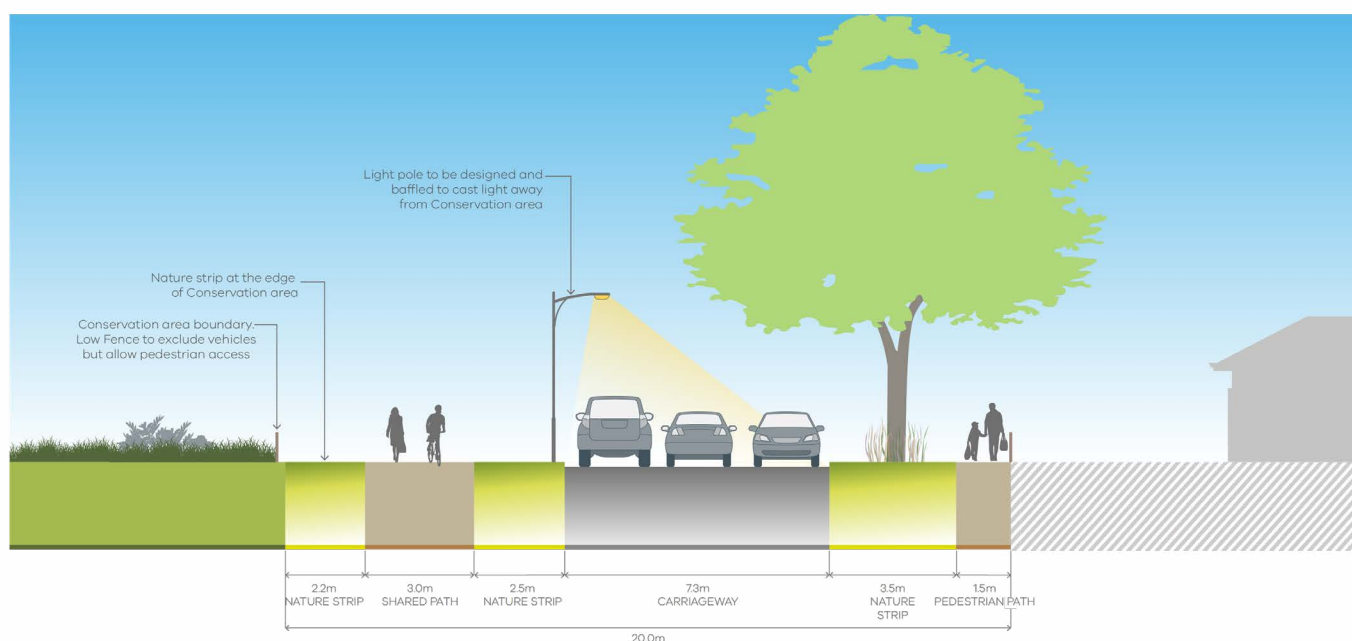 Light pole to be designed and
baffled to cast light away
from Conservation area
Nature strip at the edge
of Conservation area
Conservation area boundary.
Low Fence to exclude vehicles
but allow pedestrian access
2.2m
NATURE STRIP
3.0m
SHARED PATH
2.5m
NATURE STRIP
7.3m
CARRIAGEWAY
3.5m
NATURE
STRIP
1.5m
PEDESTRIAN PATH
20.0m